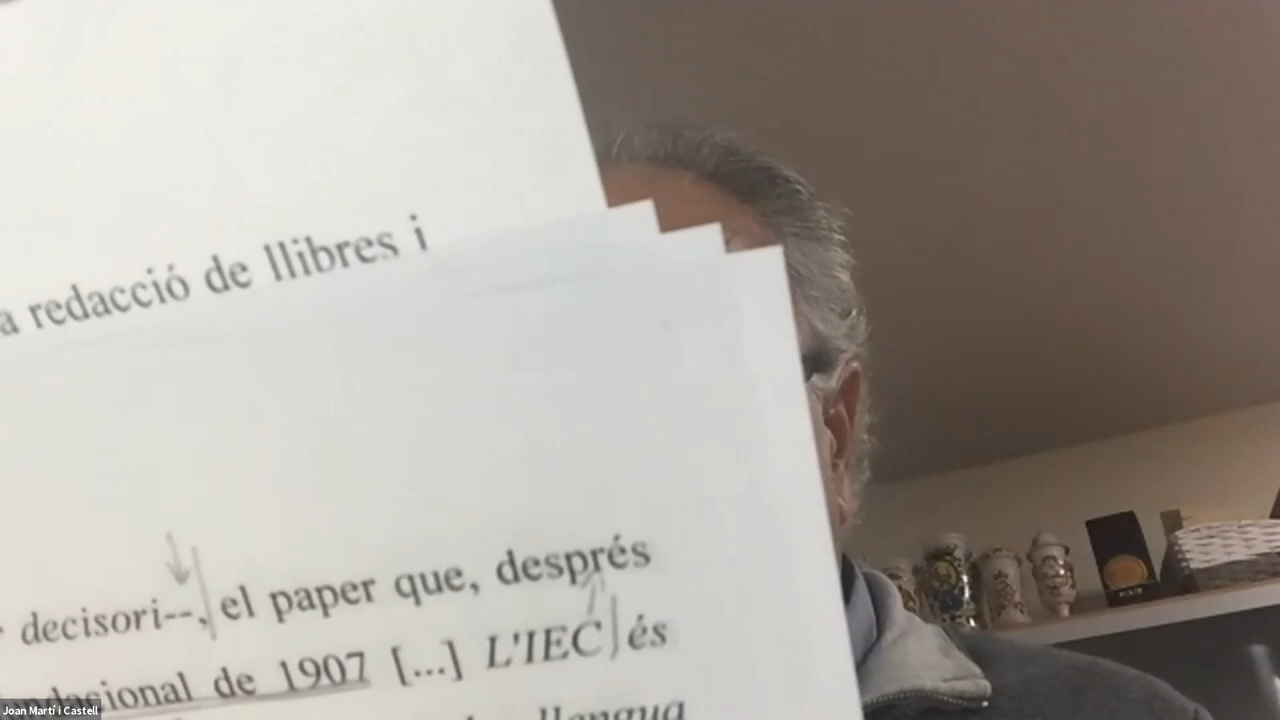 a redacció de llibres i
decisori--, el paper que, després
fundacional de 1907 [...] L'IEC és
llengua
Joan Martí i Castell